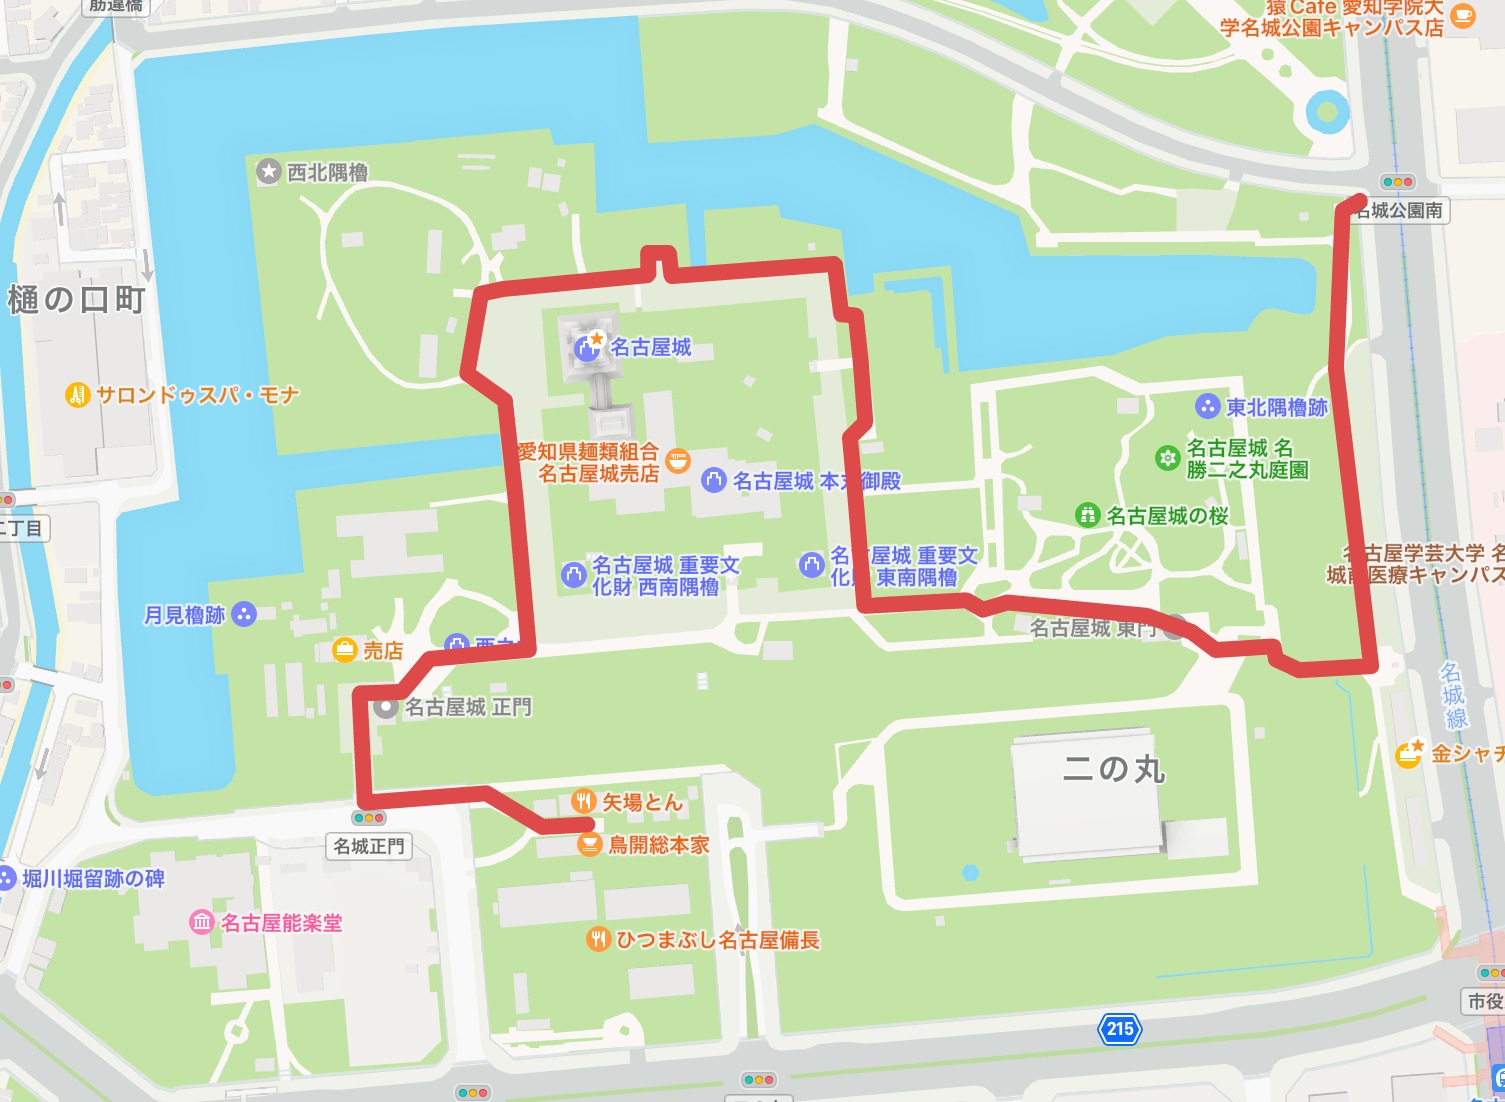 筋違橋
猿 Cafe 愛知学院大
学名城公園キャンパス店
西北隅櫓
名城公園南
樋の口町
名古屋城
サロンドゥスパ・モナ
東北隅櫓跡
愛知県麺類組合
名古屋城売店
名古屋城 名
勝二之丸庭園
名古屋城 本丸御殿
名古屋城の桜
二丁目
名古屋城 重要文
化財 西南隅櫓
名古屋城 重要文
化財 東南隅櫓
名古屋学芸大学 名
城前医療キャンパス
月見櫓跡
売店
名古屋城 東門
名古屋城 正門
名城線
二の丸
金シャチ
矢場とん
名城正門
鳥開総本家
堀川堀留跡の碑
名古屋能楽堂
ひつまぶし名古屋備長
市役
215